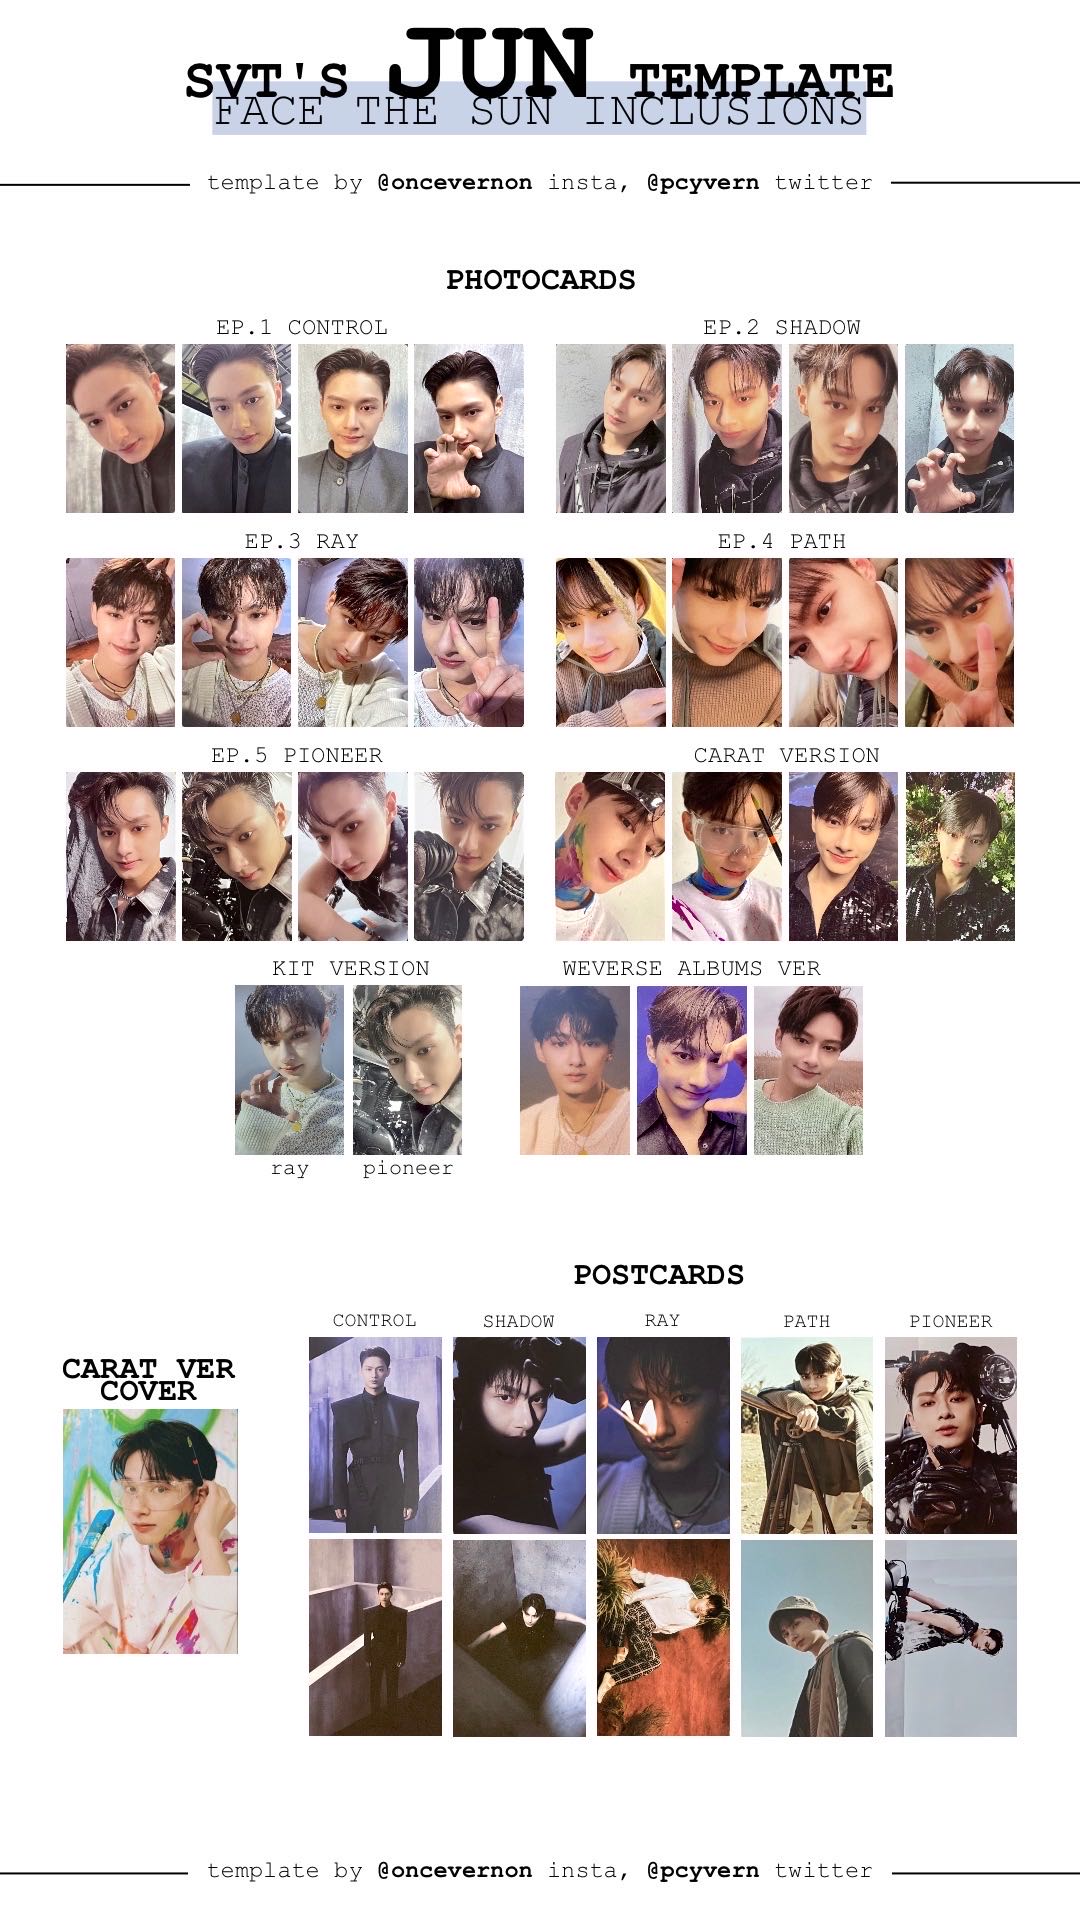 SVT'S JUN TEMPLATE
FACE THE SUN INCLUSIONS
template by @oncevernon insta, @pcyvern twitter
PHOTOCARDS
EP.1 CONTROL
EP.2 SHADOW
EP.3 RAY
EP.4 PATH
EP.5 PIONEER
CARAT VERSION
KIT VERSION
WEVERSE ALBUMS VER
ray
pioneer
POSTCARDS
CONTROL
SHADOW
RAY
PATH
PIONEER
CARAT VER
COVER
template by @oncevernon insta, @pcyvern twitter